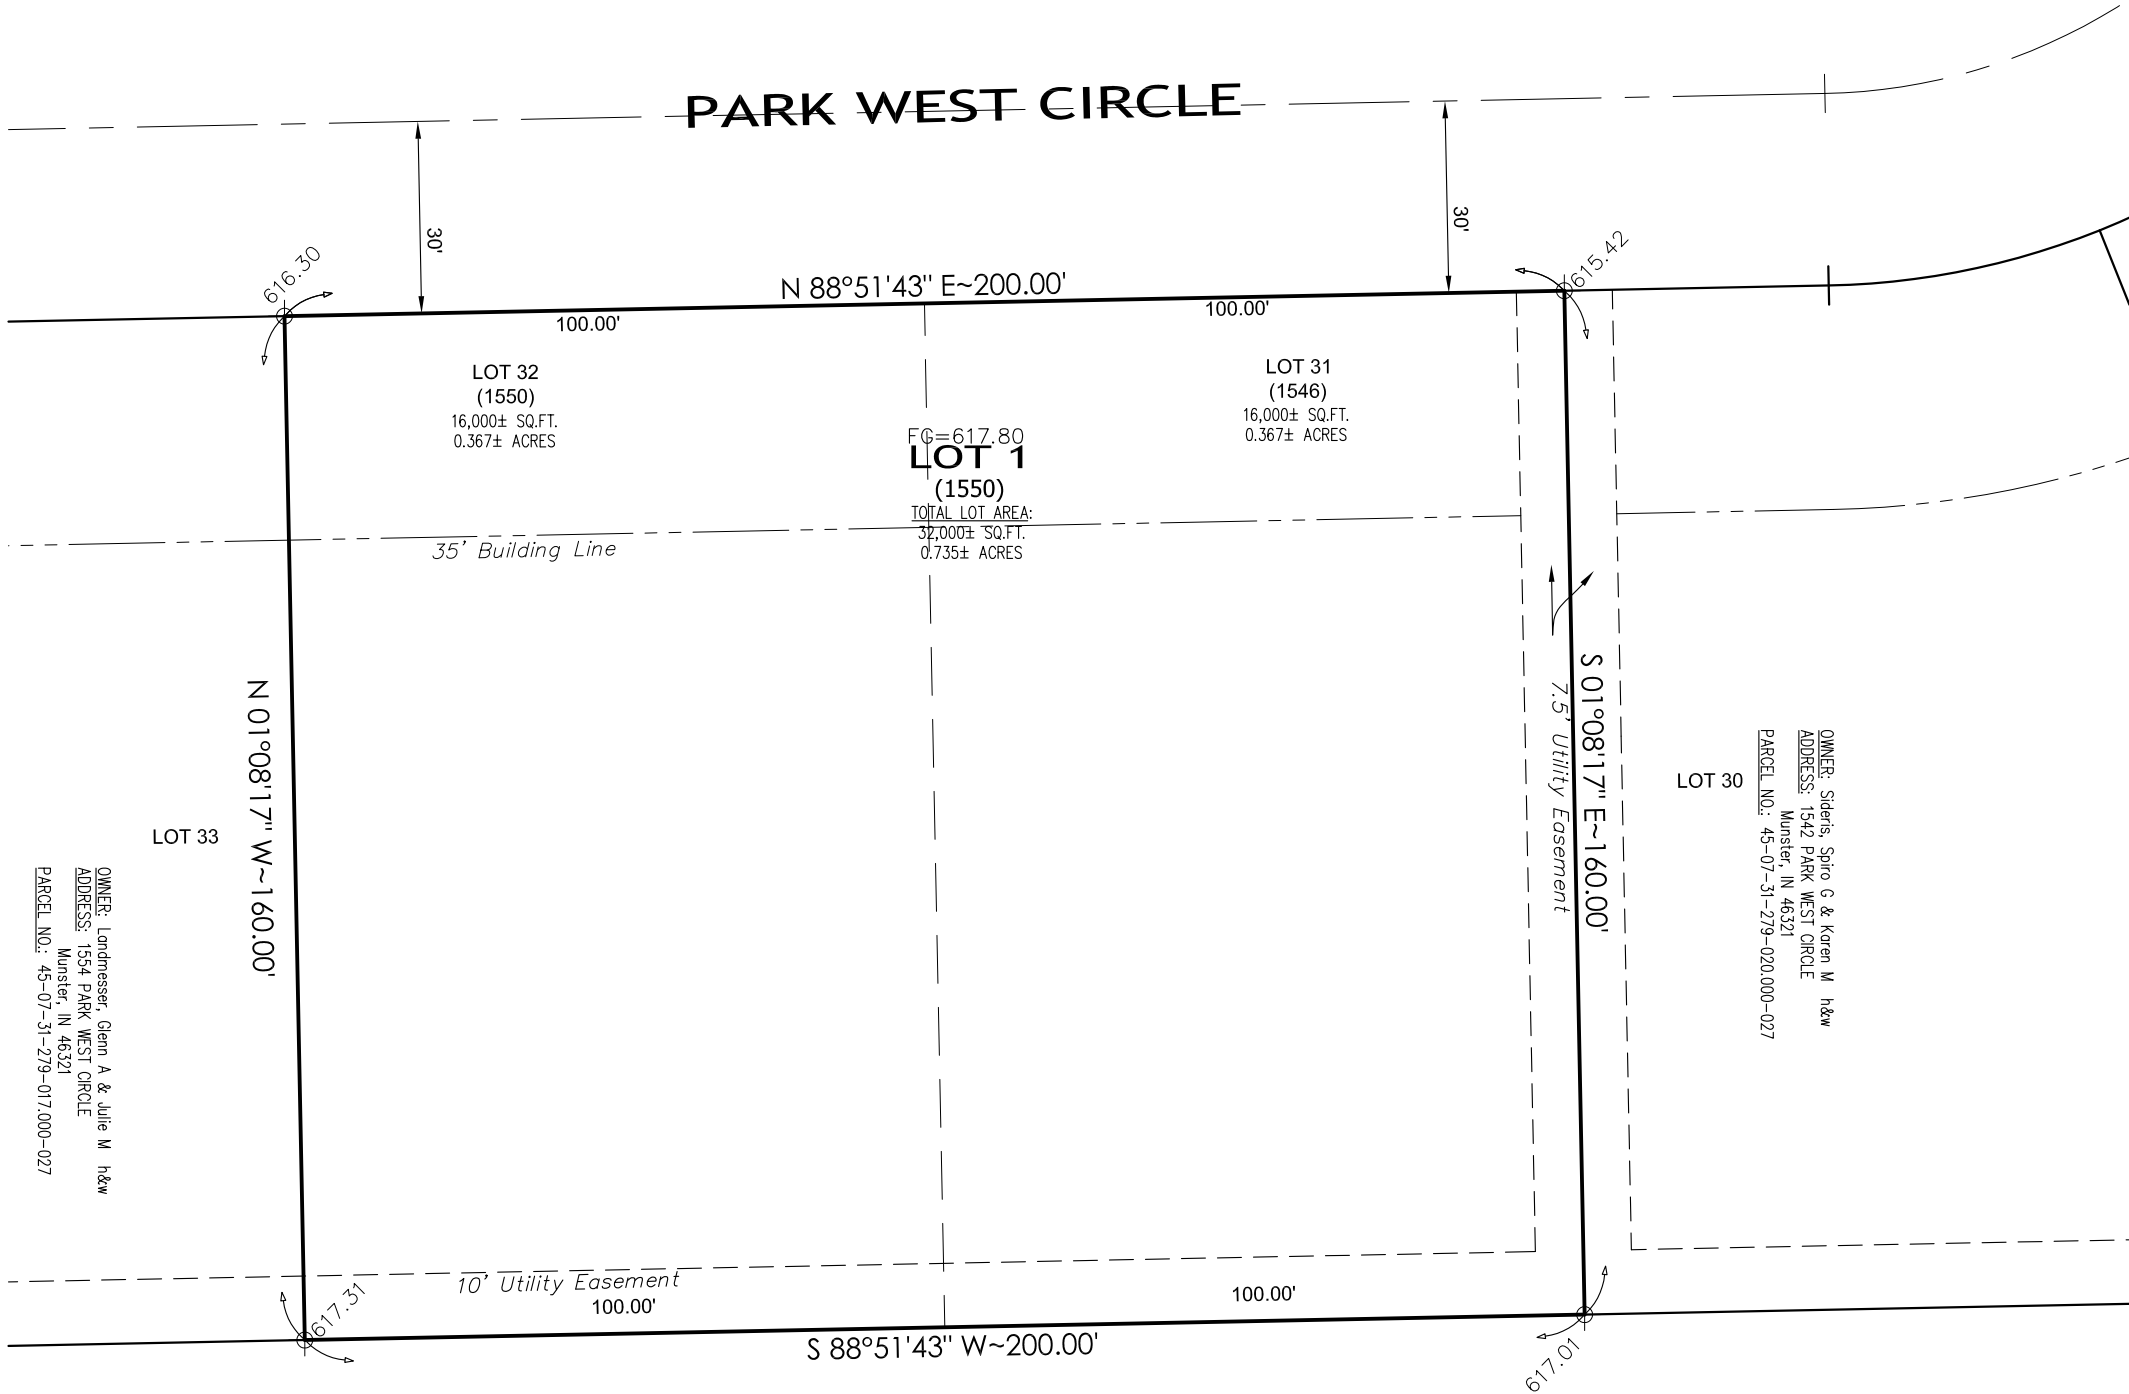 PARK WEST CIRCLE
30'
30'
616.30
615.42
N 88°51'43" E~200.00'
100.00'
100.00'
LOT 32
(1550)
16,000± SQ.FT.
0.367± ACRES
LOT 31
(1546)
16,000± SQ.FT.
0.367± ACRES
FG=617.80
LOT 1
(1550)
TOTAL LOT AREA:
32,000± SQ.FT.
0.735± ACRES
35' Building Line
N 01°08'17" W~160.00'
S 01°08'17" E~160.00'
7.5' Utility Easement
LOT 33
OWNER: Landmesser, Glenn A & Julie M h&w
ADDRESS: 1554 PARK WEST CIRCLE
Munster, IN 46321
PARCEL NO.: 45-07-31-279-017.000-027
LOT 30
OWNER: Sideris, Spiro G & Karen M h&w
ADDRESS: 1542 PARK WEST CIRCLE
Munster, IN 46321
PARCEL NO.: 45-07-31-279-020.000-027
10' Utility Easement
100.00'
100.00'
617.31
617.01
S 88°51'43" W~200.00'